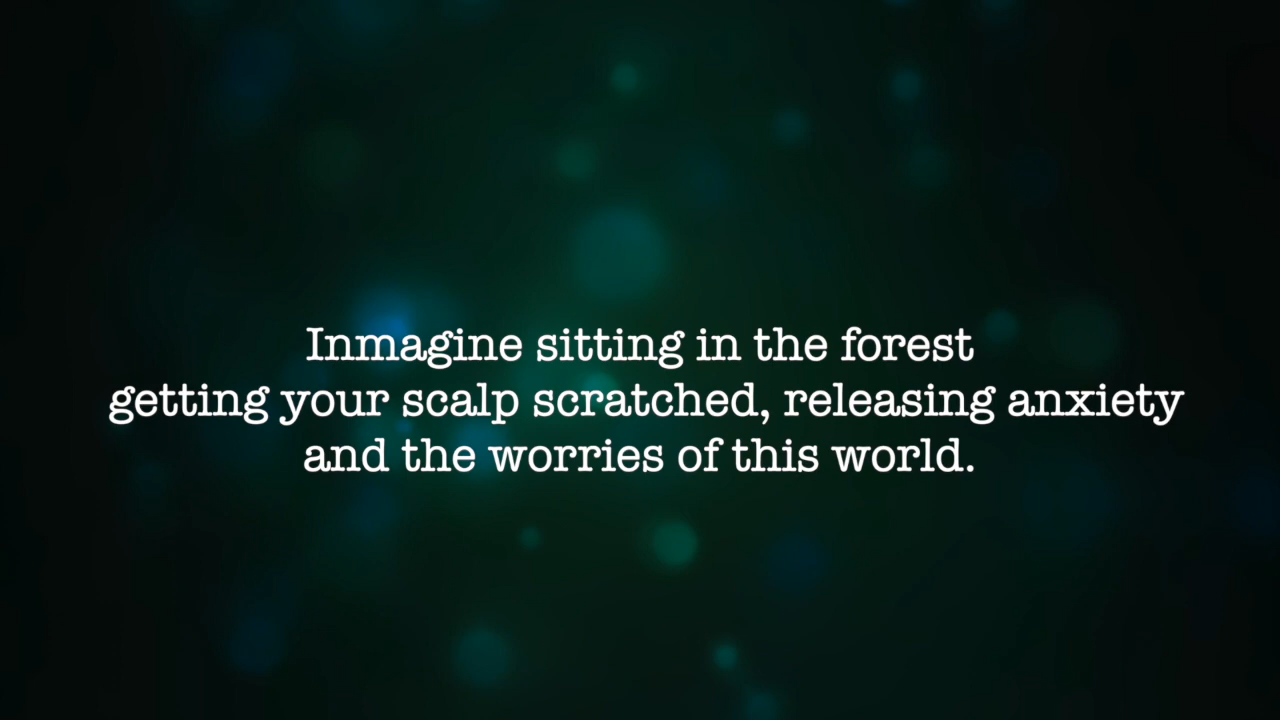 Inmagine sitting in the forest
getting your scalp scratched, releasing anxiety
and the worries of this world.